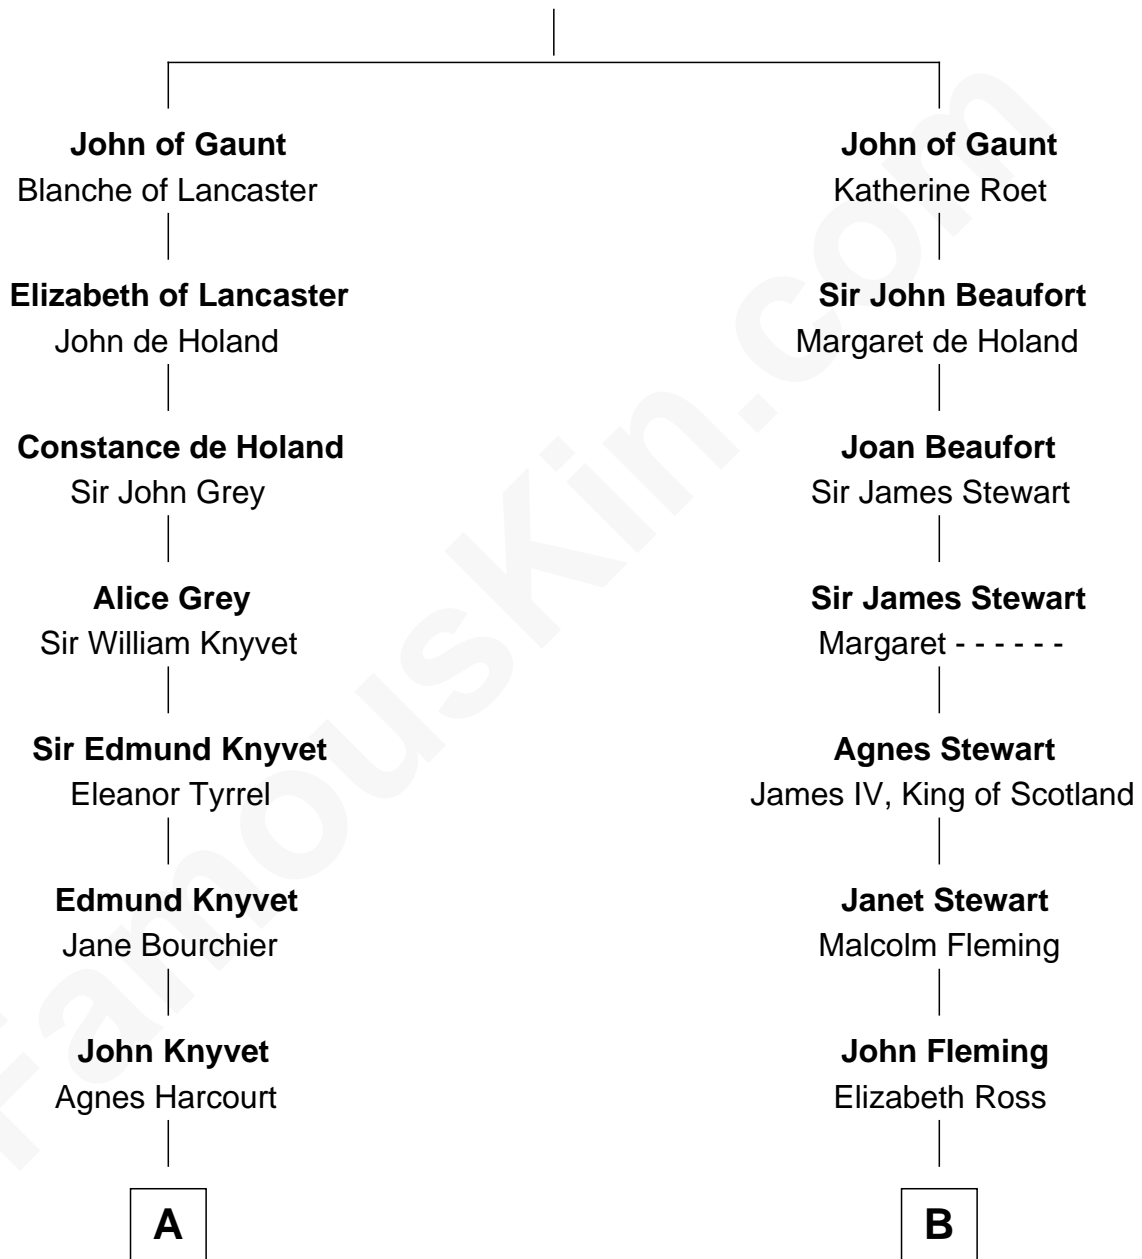 John of Gaunt
Blanche of Lancaster
Elizabeth of Lancaster
John de Holand
Constance de Holand
Sir John Grey
Alice Grey
Sir William Knyvet
Sir Edmund Knyvet
Eleanor Tyrrel
Edmund Knyvet
Jane Bourchier
John Knyvet
Agnes Harcourt
A
John of Gaunt
Katherine Roet
Sir John Beaufort
Margaret de Holand
Joan Beaufort
Sir James Stewart
Sir James Stewart
Margaret - - - - - -
Agnes Stewart
James IV, King of Scotland
Janet Stewart
Malcolm Fleming
John Fleming
Elizabeth Ross
B
FamousKin.com